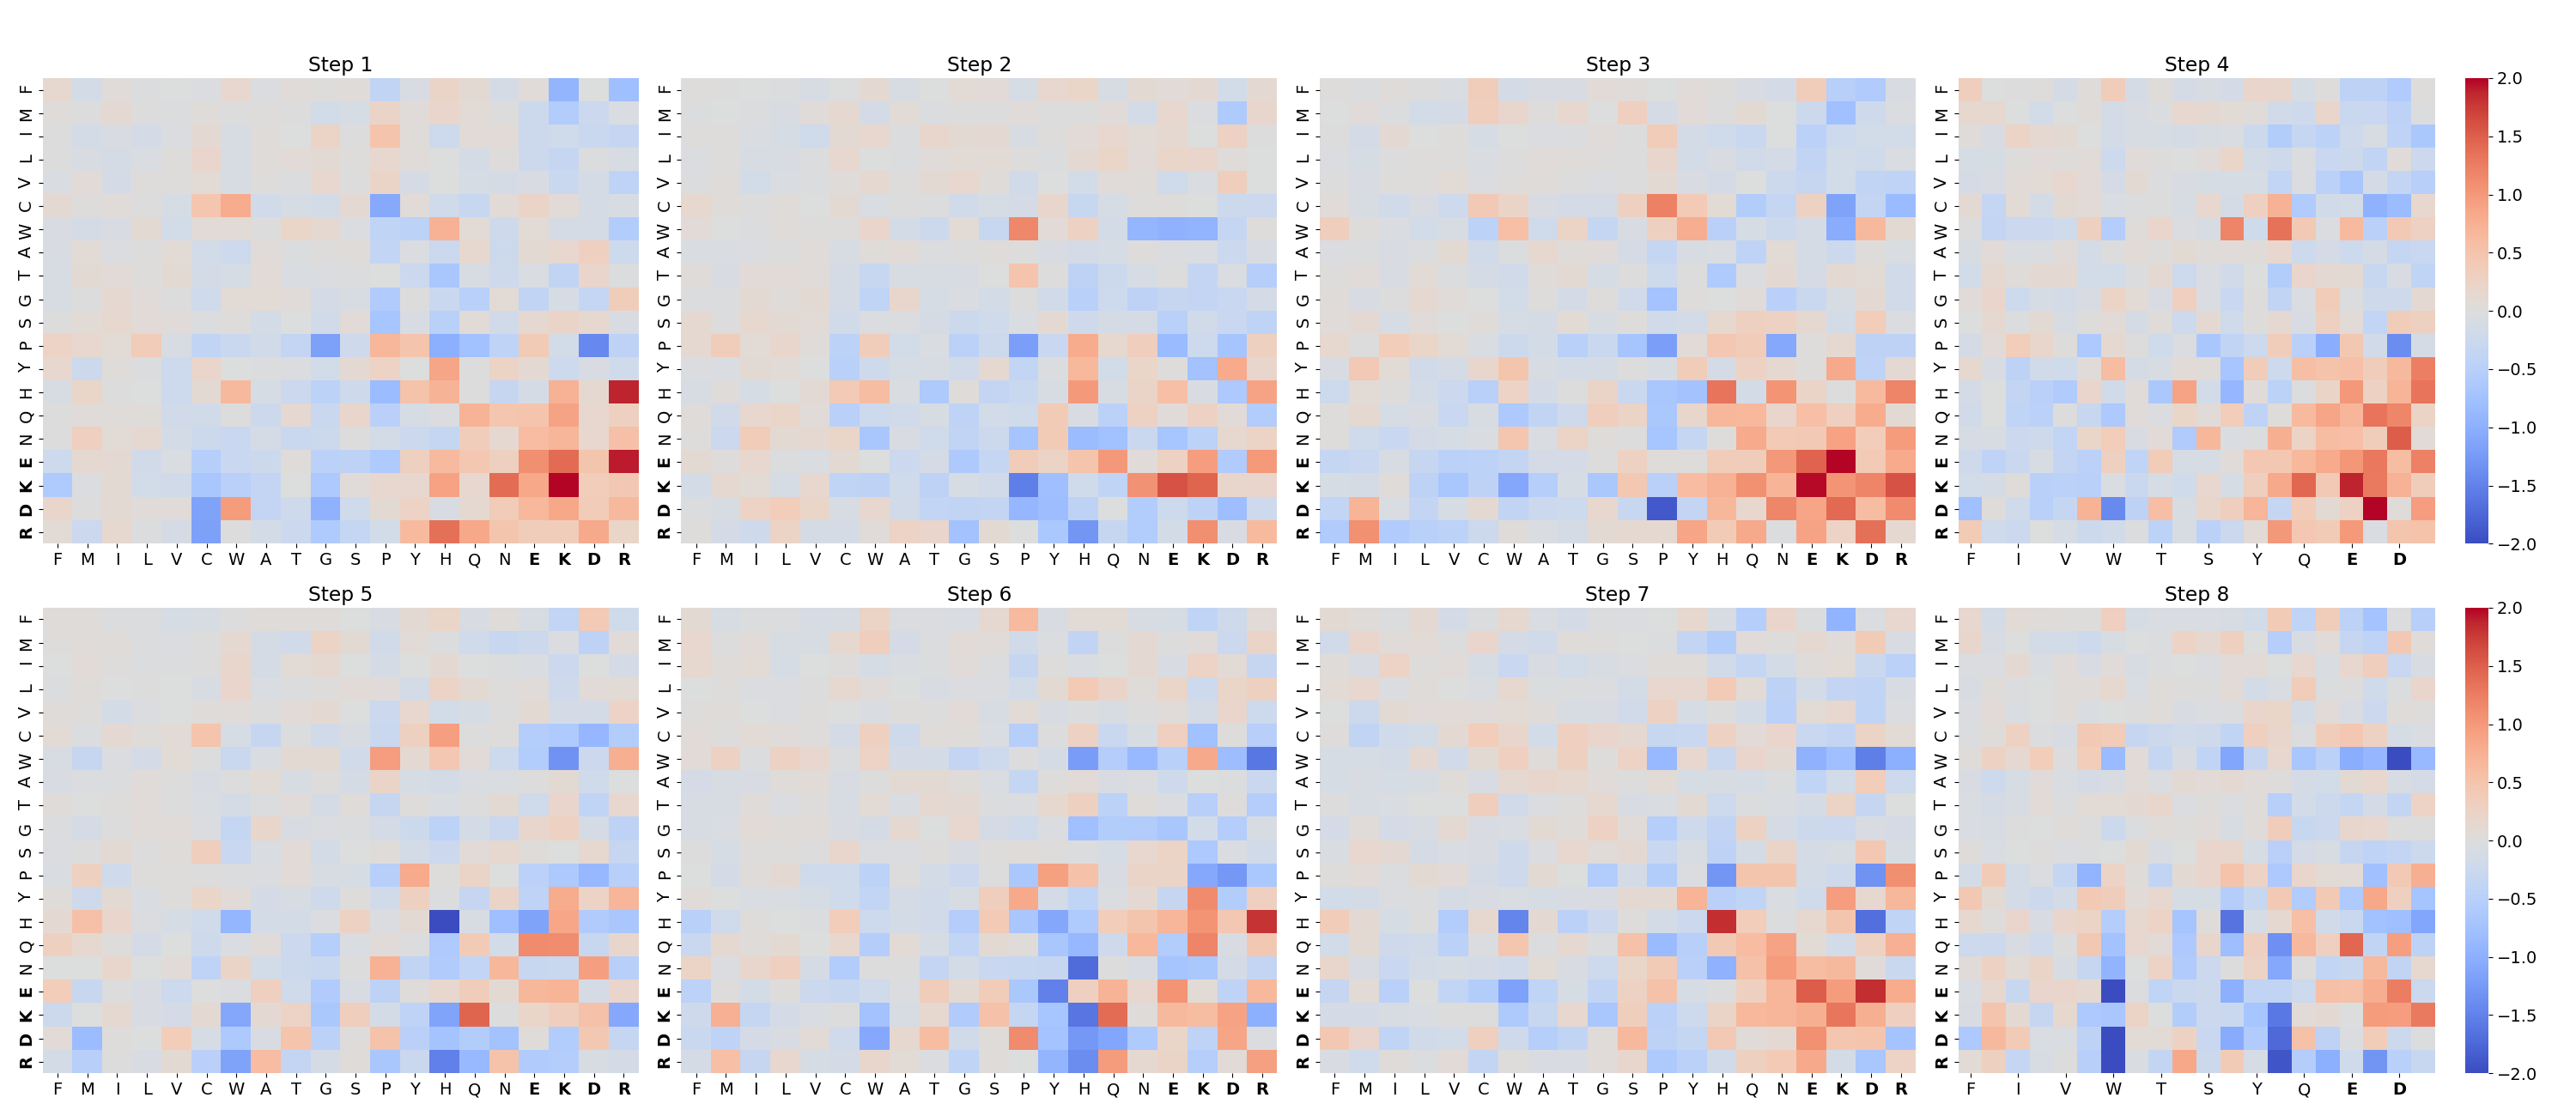 Step 1 Step 2 Step 3 Step 4
F F F F 2.0
M M M M
I I I I 1.5
L L L L
V V V V 1.0
C C C C
W W W W 0.5
A A A A
T T T T 0.0
G G G G
S S S S −0.5
P P P P
Y Y Y Y −1.0
H H H H
Q Q Q Q −1.5
N N N N
E E E E
K K K K
D D D D
R R R R −2.0
F M I L V C W A T G S P Y H Q N E K D R F M I L V C W A T G S P Y H Q N E K D R F M I L V C W A T G S P Y H Q N E K D R F I V W T S Y Q E D
Step 5 Step 6 Step 7 Step 8
F F F F 2.0
M M M M
I I I I 1.5
L L L L
V V V V 1.0
C C C C
W W W W 0.5
A A A A
T T T T 0.0
G G G G
S S S S −0.5
P P P P
Y Y Y Y −1.0
H H H H
Q Q Q Q −1.5
N N N N
E E E E
K K K K
D D D D
R R R R −2.0
F M I L V C W A T G S P Y H Q N E K D R F M I L V C W A T G S P Y H Q N E K D R F M I L V C W A T G S P Y H Q N E K D R F I V W T S Y Q E D